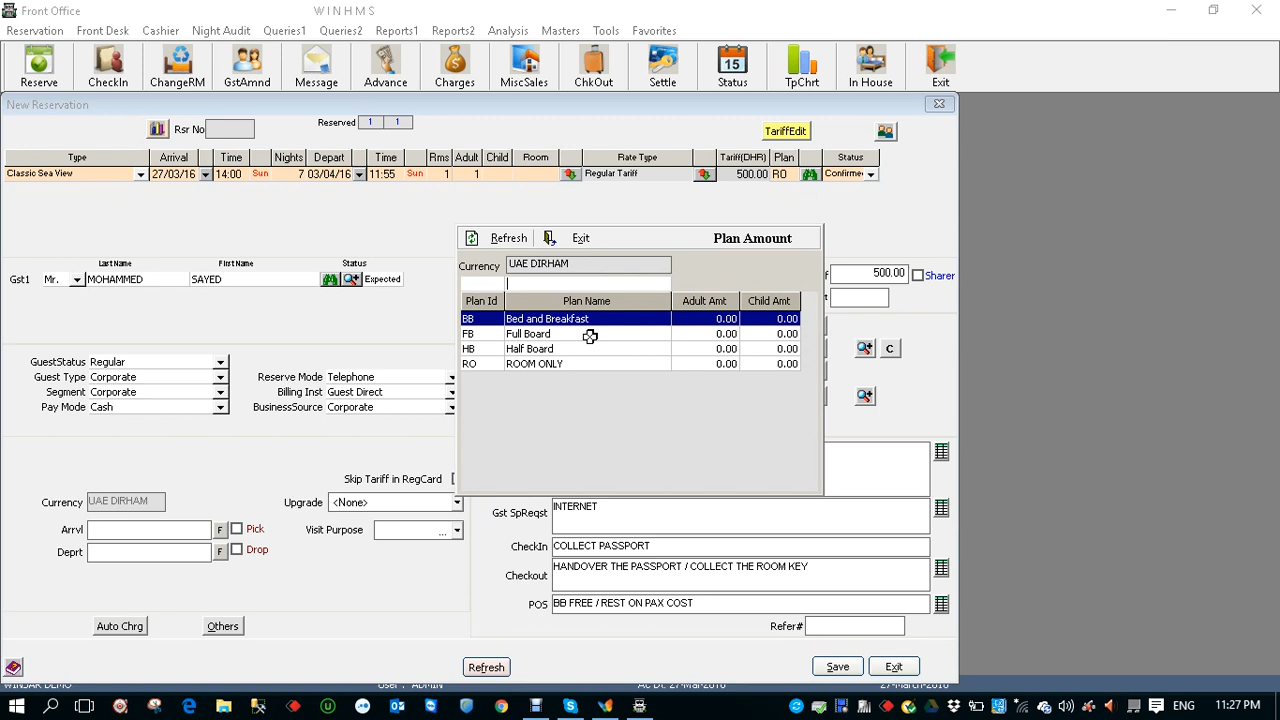 Front Office WINHMS
Reservation Front Desk Cashier Night Audit Queries1 Queries2 Reports1 Reports2 Analysis Masters Tools Favorites
Reserve CheckIn ChangeRM GstAmnd Message Advance Charges MiscSales ChkOut Settle Status TpChrt In House Exit
15
New Reservation
Rsr No Reserved 1 1 TariffEdit
Type Arrival Time Nights Depart Time Rms Adult Child Room Rate Type Tariff(DHR) Plan Status
Classic Sea View 27/03/16 14:00 Sun 7 03/04/16 11:55 Sun 1 1 Regular Tariff 500.00 RO Confirme
Refresh Exit Plan Amount
Currency UAE DIRHAM
Plan Id Plan Name Adult Amt Child Amt
BB Bed and Breakfast 0.00 0.00
FB Full Board 0.00 0.00
HB Half Board 0.00 0.00
RO ROOM ONLY 0.00 0.00
Last Name First Name Status
Gst1 Mr. MOHAMMED SAYED Expected
f 500.00 Sharer
t
C
GuestStatus Regular
Guest Type Corporate Reserve Mode Telephone
Segment Corporate Billing Inst Guest Direct
Pay Mode Cash BusinessSource Corporate
Skip Tariff in RegCard
Currency UAE DIRHAM Upgrade <None>
Arrvl F Pick Visit Purpose ...
Deprt F Drop
Gst SpReqst INTERNET
CheckIn COLLECT PASSPORT
Checkout HANDOVER THE PASSPORT / COLLECT THE ROOM KEY
POS BB FREE / REST ON PAX COST
Auto Chrg Others Refer#
Refresh Save Exit
ENG 11:27 PM